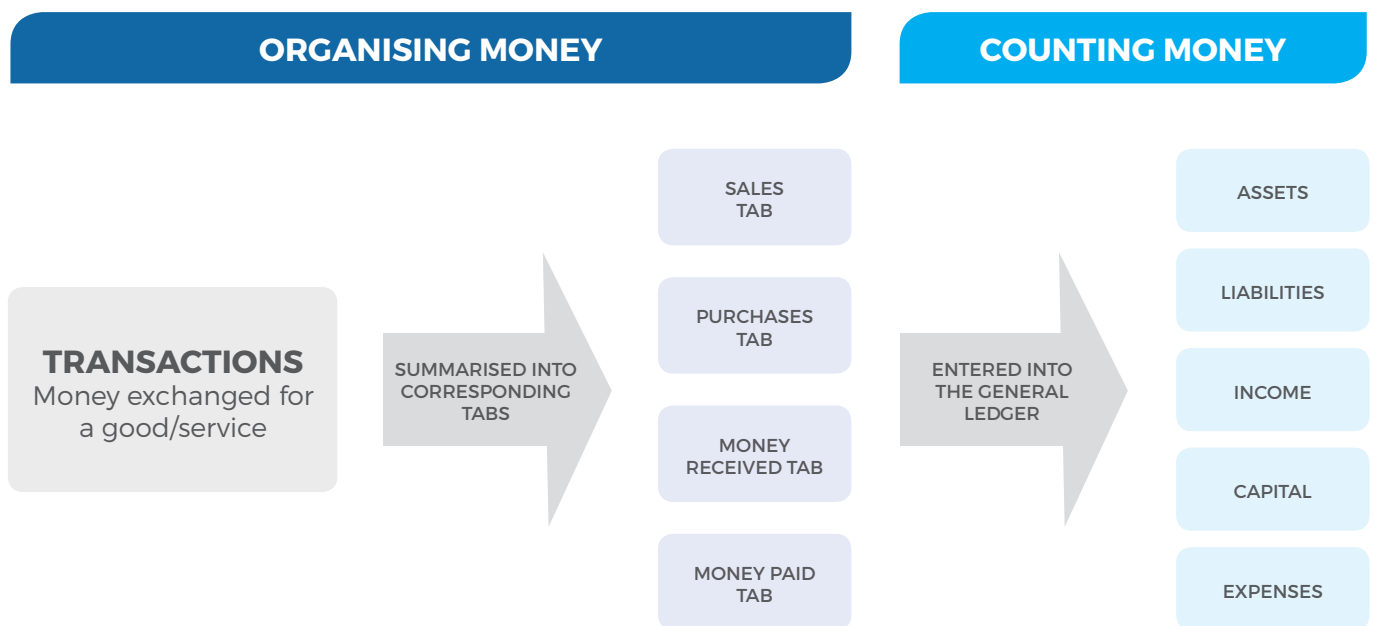 ORGANISING MONEY
COUNTING MONEY
TRANSACTIONS
Money exchanged for
a good/service
SUMMARISED INTO
CORRESPONDING
TABS
SALES
TAB
PURCHASES
TAB
MONEY
RECEIVED TAB
MONEY PAID
TAB
ENTERED INTO
THE GENERAL
LEDGER
ASSETS
LIABILITIES
INCOME
CAPITAL
EXPENSES